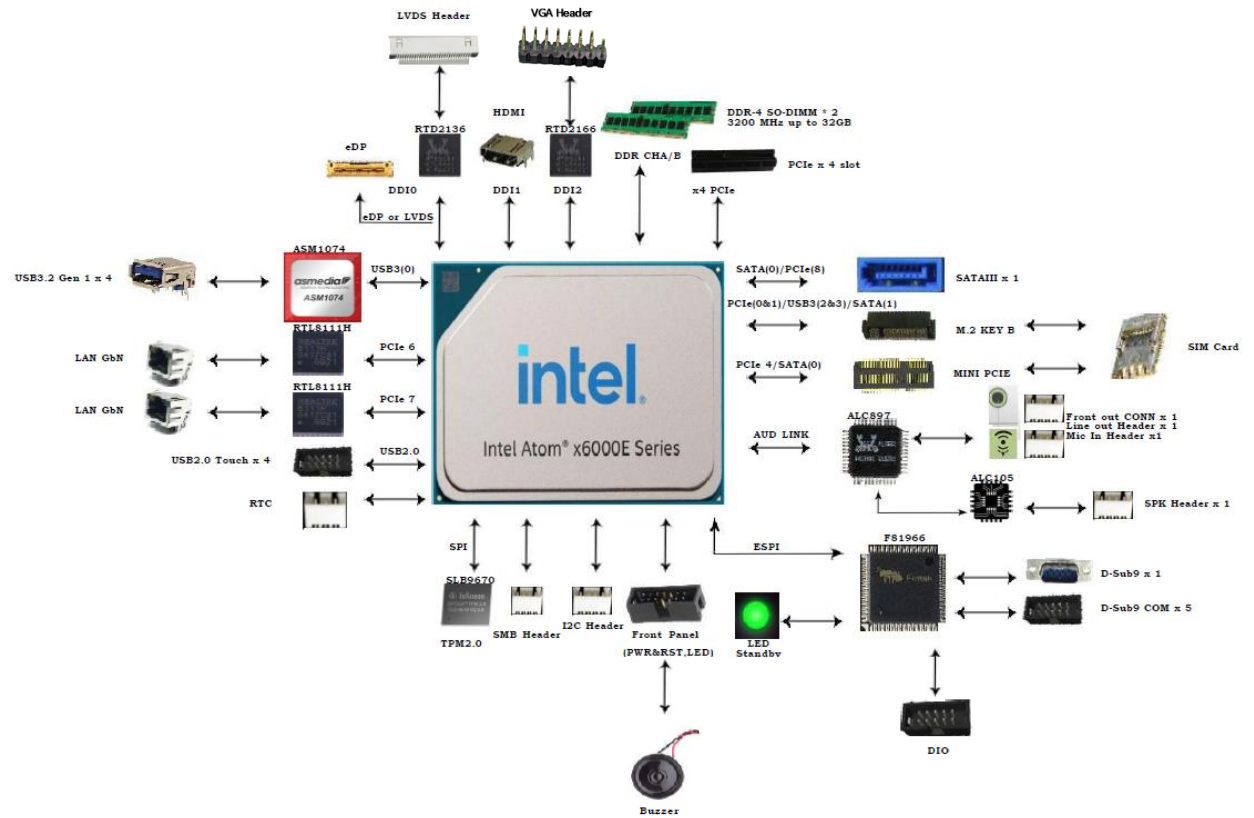 LVDS Header
VGA Header
HDMI
DDR-4 SO-DIMM * 2
3200 MHz up to 32GB
RTD2136
RTD2166
eDP
DDR CHA/B
PCIe x 4 slot
DDI0
DDI1
DDI2
x4 PCIe
eDP or LVDS
ASM1074
USB3.2 Gen 1 x 4
asmedia
ASM1074
USB3(0)
SATA(0)/PCIe(8)
SATAIII x 1
PCIe(0&1)/USB3(2&3)/SATA(1)
M.2 KEY B
SIM Card
RTL8111H
LAN GbN
REALTEK
PCIe 6
intel.
PCIe 4/SATA(0)
MINI PCIE
RTL8111H
LAN GbN
REALTEK
PCIe 7
ALC897
Front out CONN x 1
Line out Header x 1
Mic In Header x1
AUD LINK
Intel Atom® x6000E Series
USB2.0 Touch x 4
USB2.0
ALC105
RTC
SPK Header x 1
SPI
ESPI
F81966
SLB9670
Infineon
Fintek
D-Sub9 x 1
D-Sub9 COM x 5
TPM2.0
SMB Header
I2C Header
Front Panel
(PWR&RST,LED)
LED
Standby
DIO
Buzzer